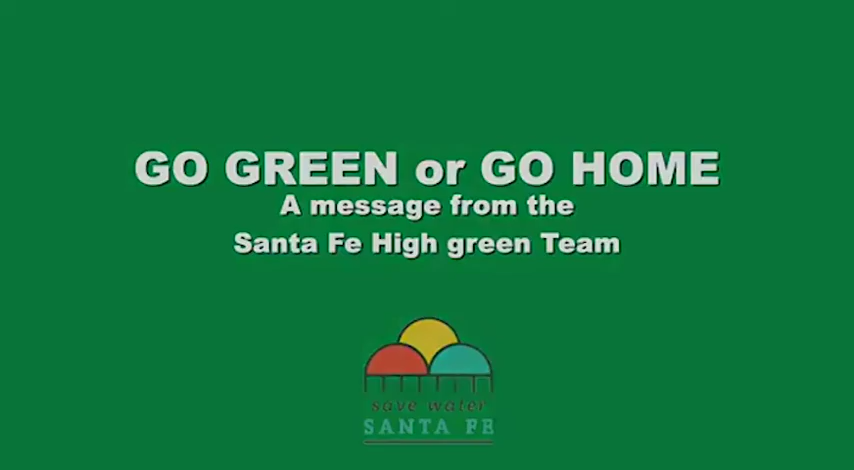 GO GREEN or GO HOME
A message from the
Santa Fe High green Team
save water
SANTA FE